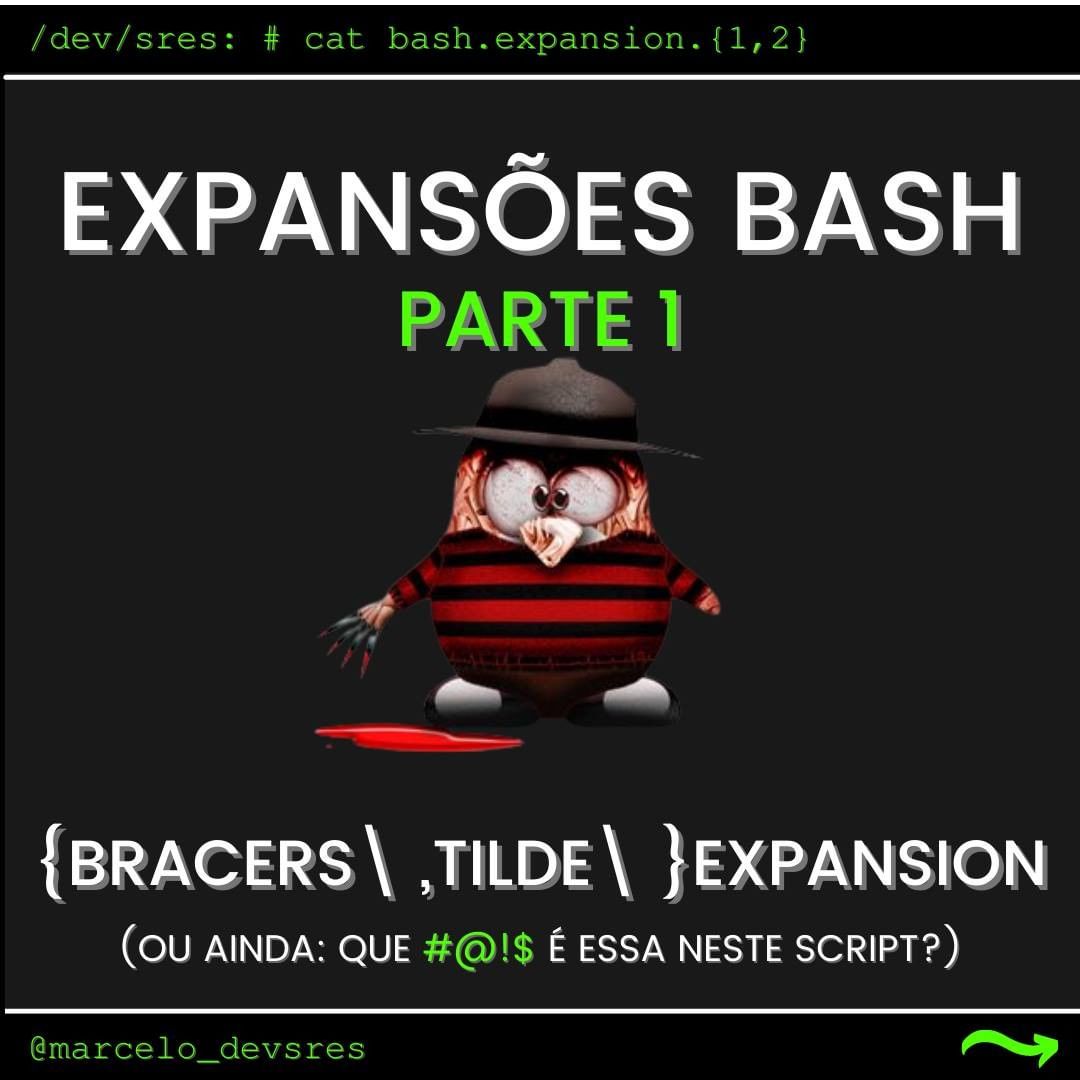 /dev/sres: # cat bash.expansion.{1,2}
EXPANSÕES BASH
PARTE 1
{BRACERS\ ,TILDE\ }EXPANSION
(OU AINDA: QUE #@!$ É ESSA NESTE SCRIPT?)
@marcelo_devsres